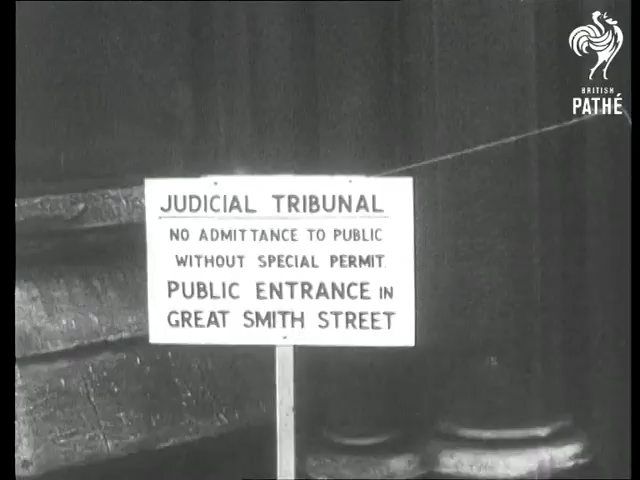 BRITISH
PATHÉ
JUDICIAL TRIBUNAL
NO ADMITTANCE TO PUBLIC
WITHOUT SPECIAL PERMIT.
PUBLIC ENTRANCE IN
GREAT SMITH STREET